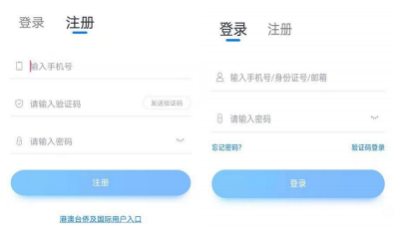 登录 注册
输入手机号
请输入验证码 发送验证码
请输入密码
注册
港澳台侨及国际用户入口
登录 注册
输入手机号/身份证号/邮箱
请输入密码
忘记密码? 验证码登录
登录